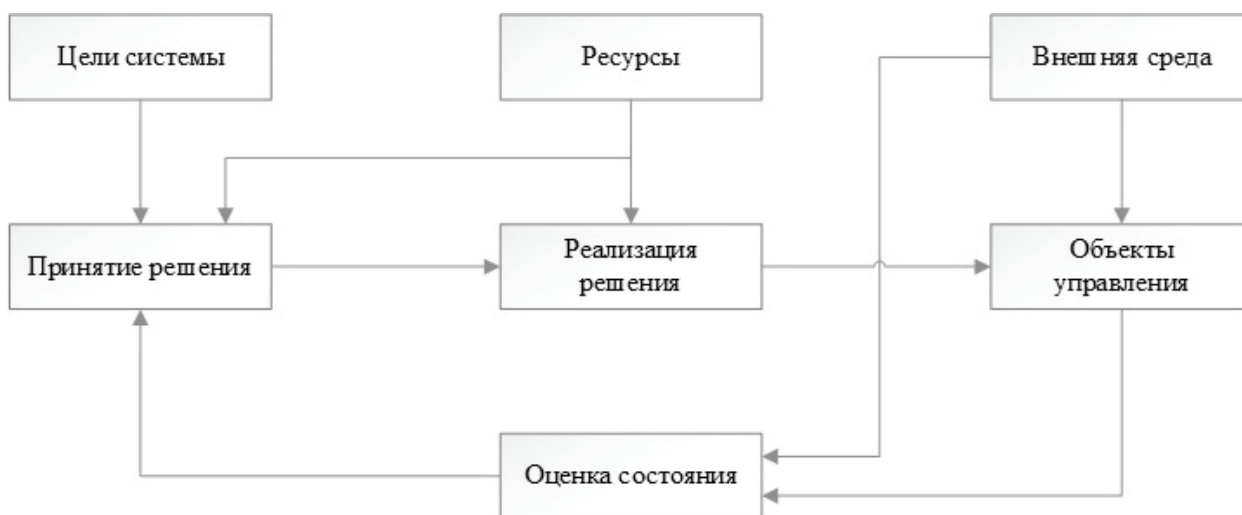 Цели системы
Ресурсы
Внешняя среда
Принятие решения
Реализация
решения
Объекты
управления
Оценка состояния